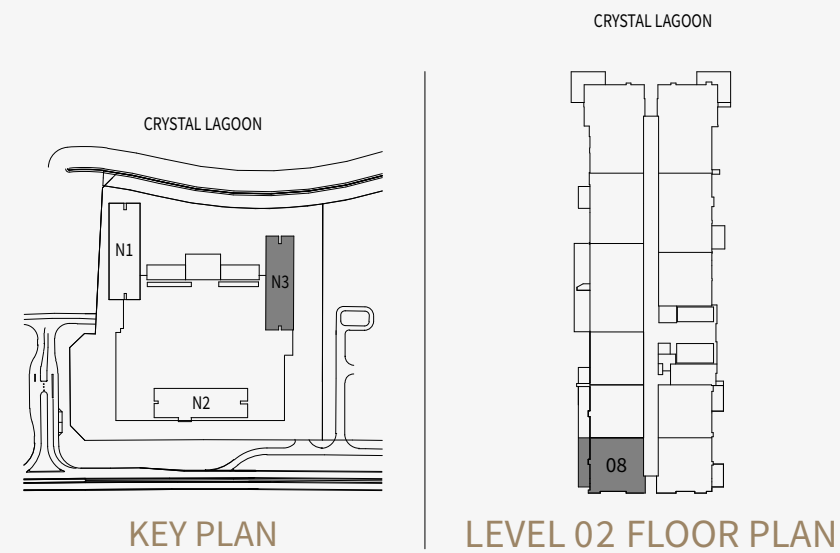 CRYSTAL LAGOON
N1
N3
N2
KEY PLAN
CRYSTAL LAGOON
08
LEVEL 02 FLOOR PLAN